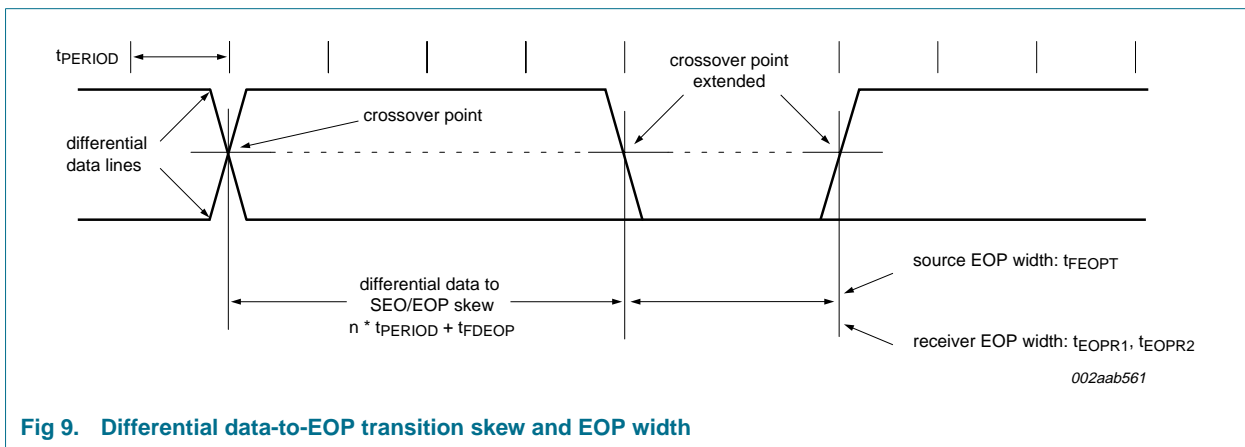 tPERIOD
crossover point
extended
crossover point
differential
data lines
differential data to
SEO/EOP skew
n * tPERIOD + tFDEOP
source EOP width: tFEOPT
receiver EOP width: tEOPR1, tEOPR2
002aab561
Fig 9. Differential data-to-EOP transition skew and EOP width